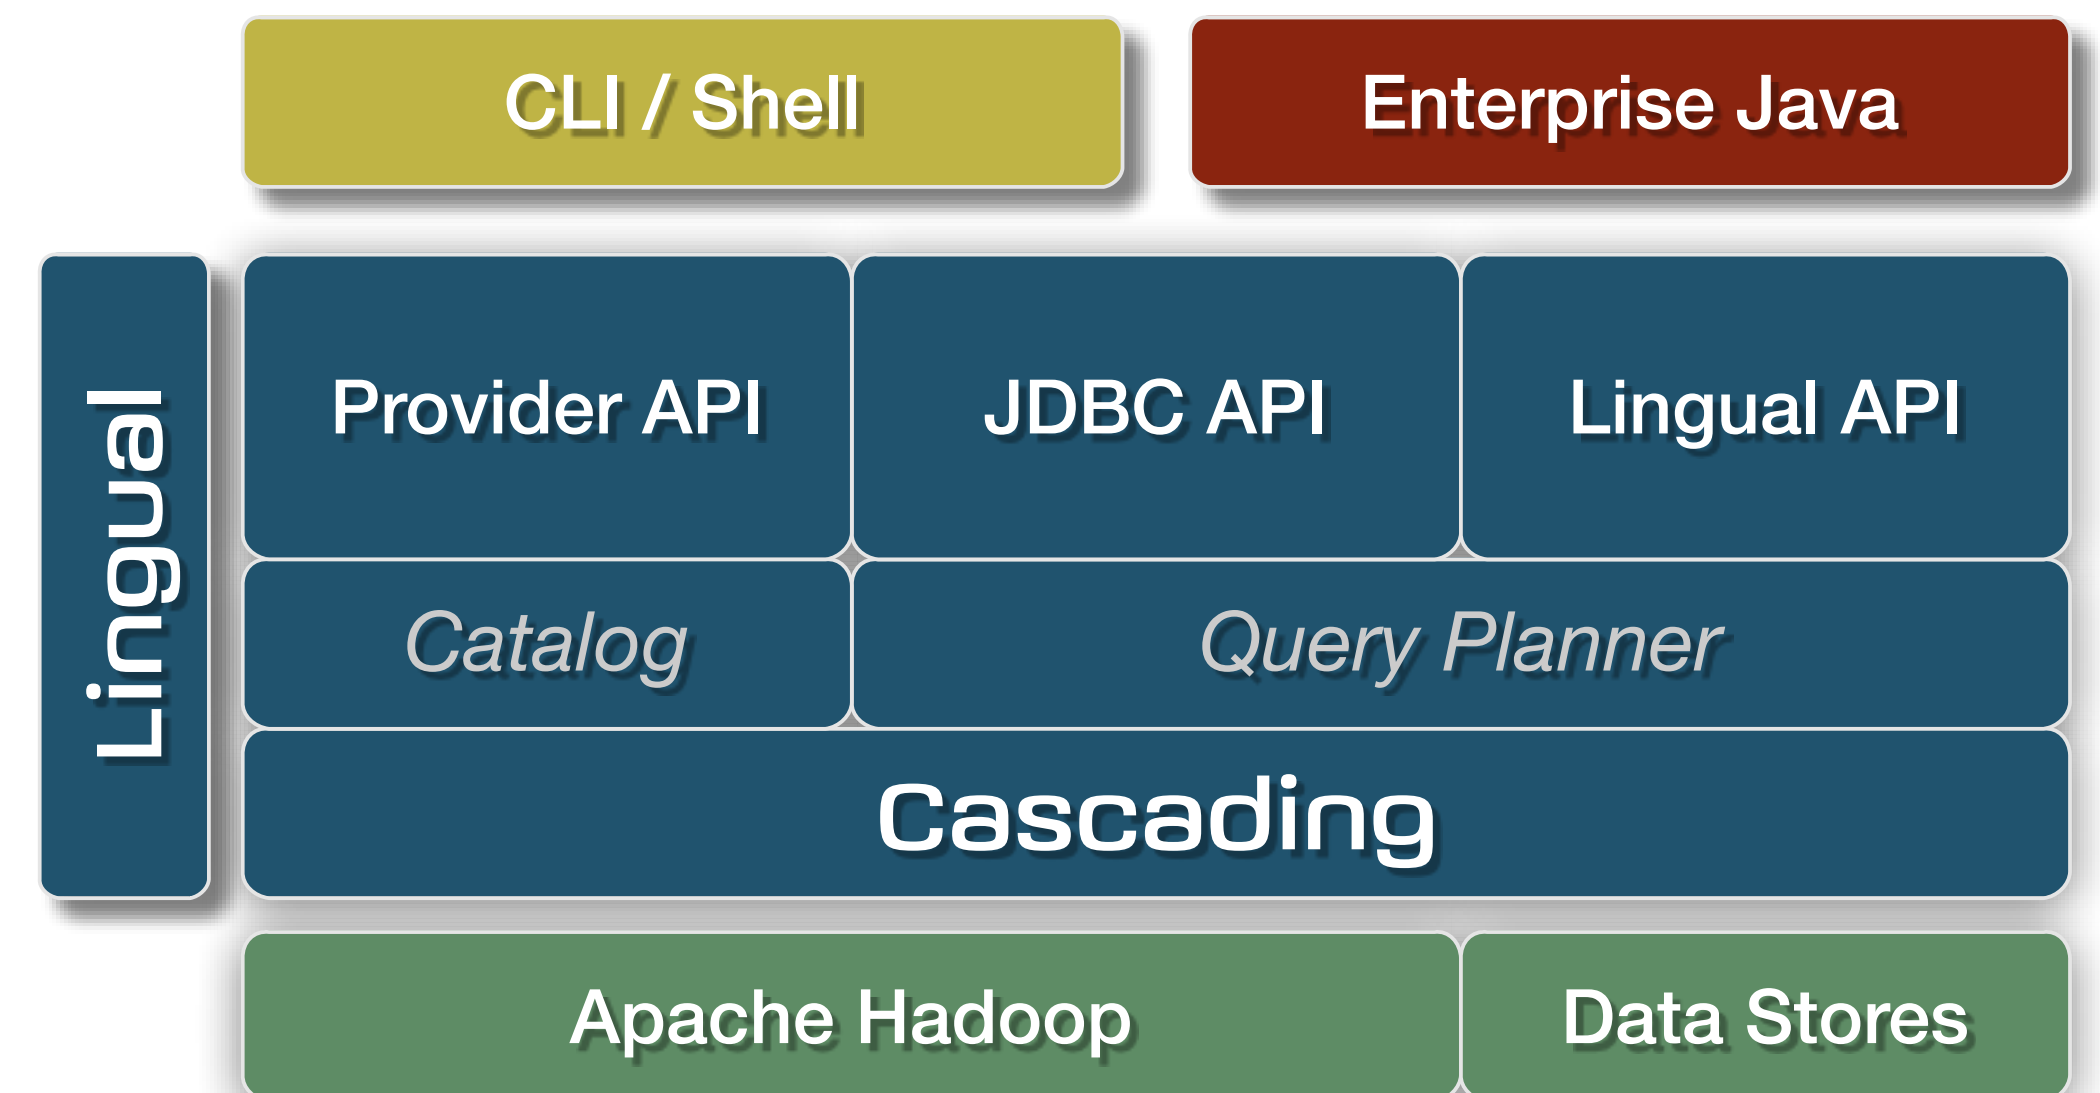 CLI / Shell
Enterprise Java
Lingual
Provider API
JDBC API
Lingual API
Catalog
Query Planner
Cascading
Apache Hadoop
Data Stores